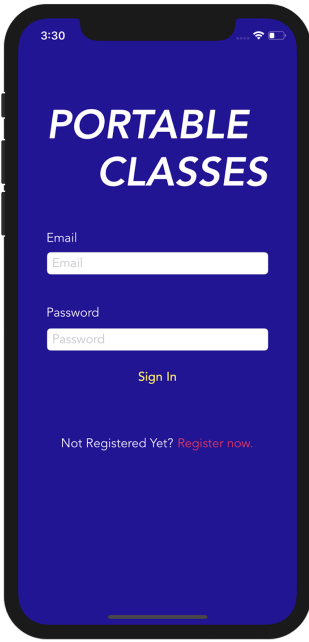 3:30
PORTABLE
CLASSES
Email
Email
Password
Password
Sign In
Not Registered Yet? Register now.